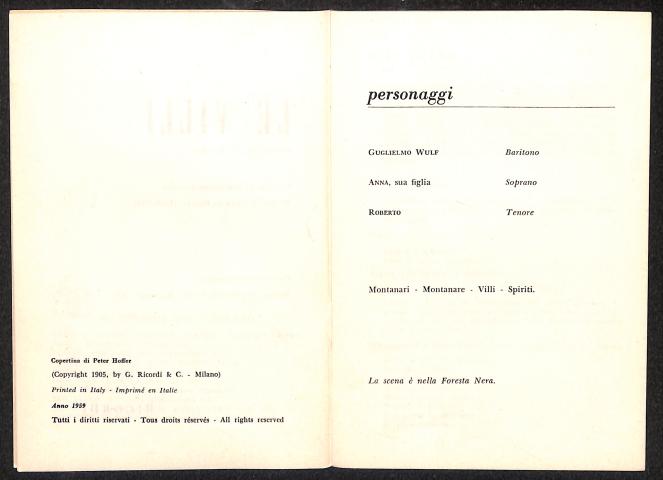 Copertina di Peter Hoffer
(Copyright 1905, by G. Ricordi & C. - Milano)
Printed in Italy - Imprimé en Italie
Anno 1959
Tutti i diritti riservati - Tous droits réservés - All rights reserved
personaggi
GUGLIELMO WULF Baritono
ANNA, sua figlia Soprano
ROBERTO Tenore
Montanari - Montanare - Villi - Spiriti.
La scena è nella Foresta Nera.